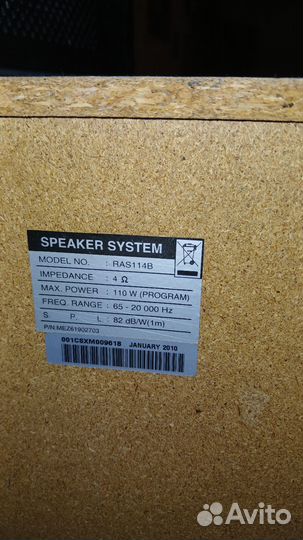 SPEAKER SYSTEM
MODEL NO. : RAS114B
IMPEDANCE : 4 Ω
MAX. POWER : 110 W (PROGRAM)
FREQ. RANGE : 65 - 20 000 Hz
S. P. L : 82 dB/W(1m)
P/N:MEZ61902703
001CSXM009618 JANUARY 2010
Avito